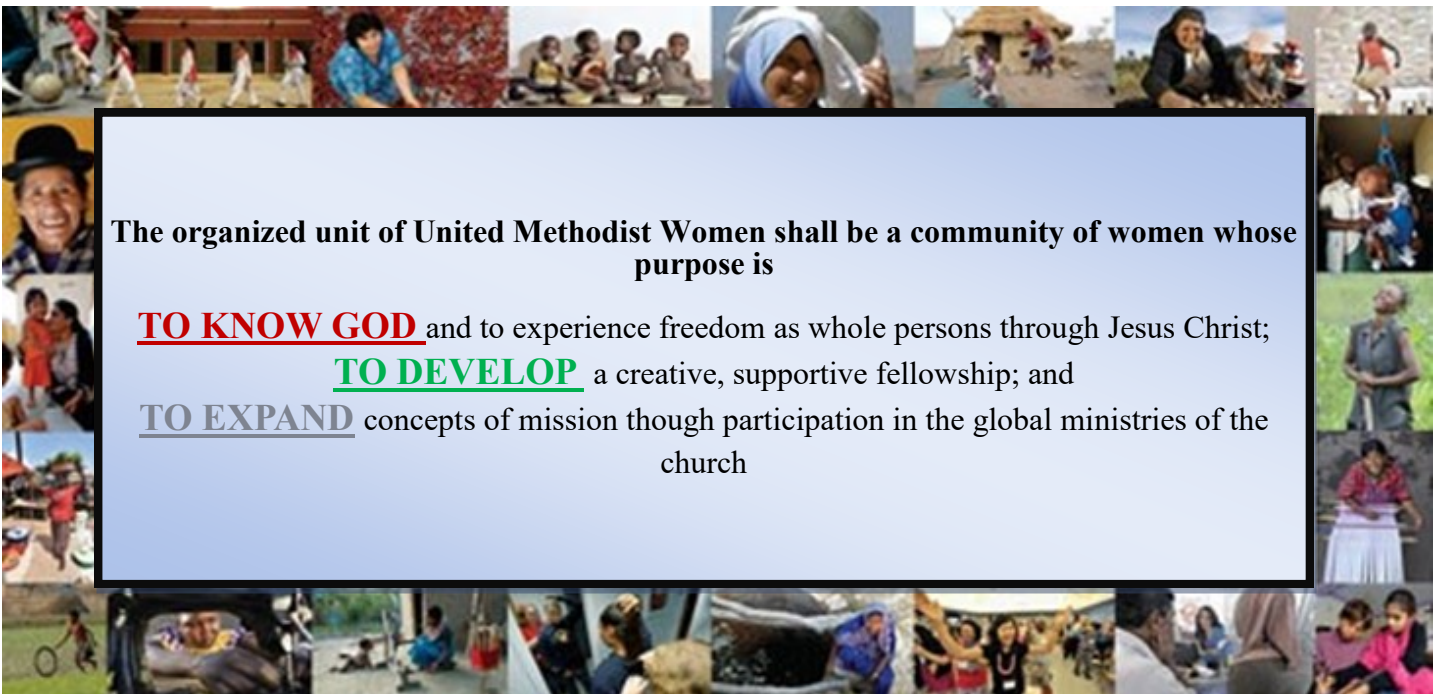 The organized unit of United Methodist Women shall be a community of women whose
purpose is
TO KNOW GOD and to experience freedom as whole persons through Jesus Christ;
TO DEVELOP a creative, supportive fellowship; and
TO EXPAND concepts of mission though participation in the global ministries of the
church